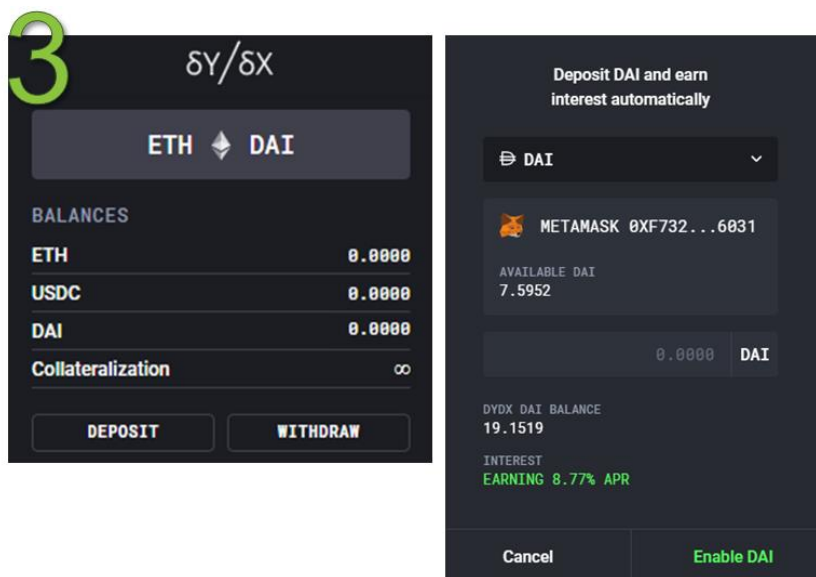 3
δY/δX
ETH DAI
BALANCES
ETH 0.0000
USDC 0.0000
DAI 0.0000
Collateralization ∞
DEPOSIT WITHDRAW
Deposit DAI and earn
interest automatically
DAI
METAMASK 0XF732...6031
AVAILABLE DAI
7.5952
0.0000 DAI
DYDX DAI BALANCE
19.1519
INTEREST
EARNING 8.77% APR
Cancel Enable DAI